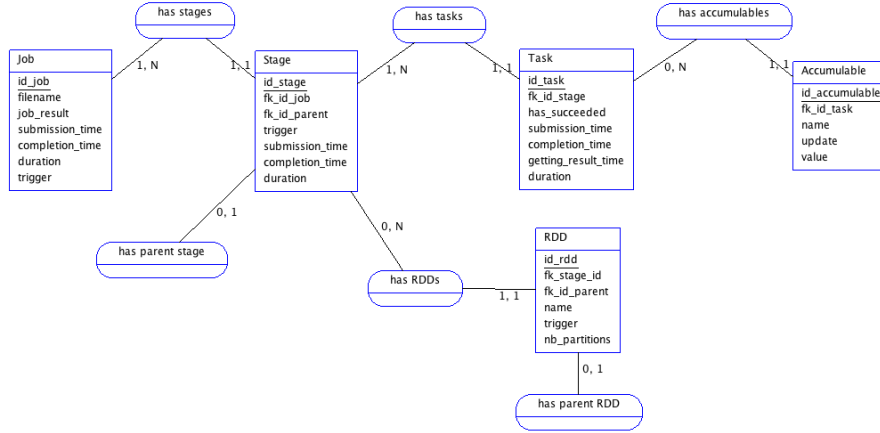 has stages
has tasks
has accumulables
1, N
1, 1
1, N
1, 1
0, N
1, 1
Job
id_job
filename
job_result
submission_time
completion_time
duration
trigger
Stage
id_stage
fk_id_job
fk_id_parent
trigger
submission_time
completion_time
duration
Task
id_task
fk_id_stage
has_succeeded
submission_time
completion_time
getting_result_time
duration
Accumulable
id_accumulable
fk_id_task
name
update
value
0, 1
has parent stage
0, N
has RDDs
1, 1
RDD
id_rdd
fk_stage_id
fk_id_parent
name
trigger
nb_partitions
0, 1
has parent RDD